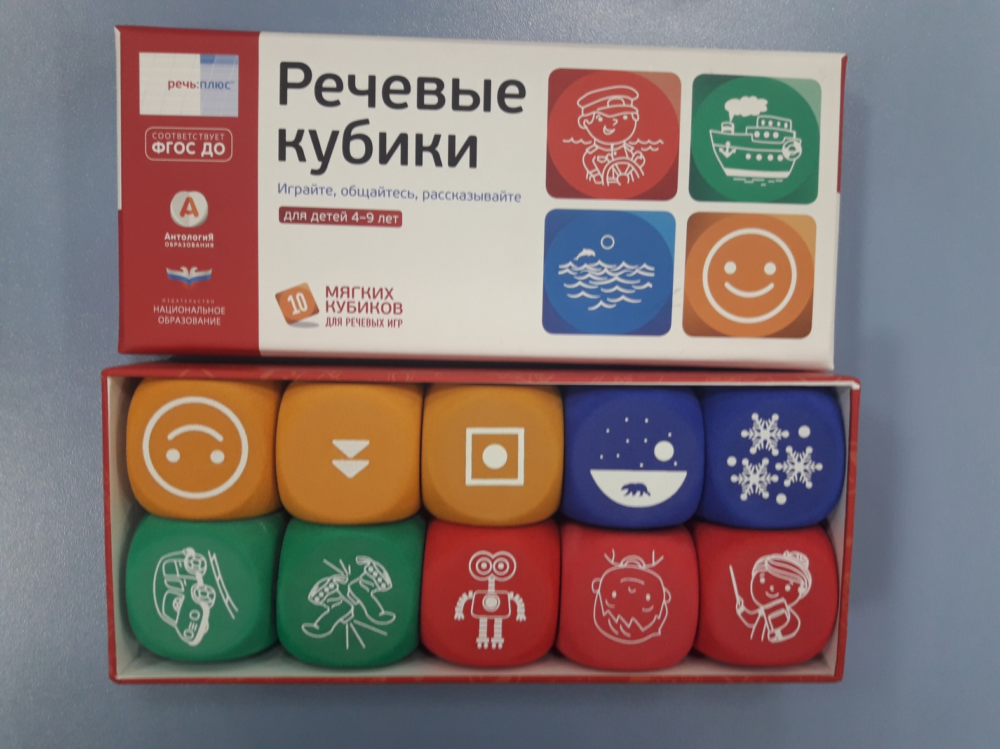 речь:плюс™
СООТВЕТСТВУЕТ
ФГОС ДО
А
АнтологиЯ
ОБРАЗОВАНИЯ
ИЗДАТЕЛЬСТВО
НАЦИОНАЛЬНОЕ
ОБРАЗОВАНИЕ
Речевые
кубики
Играйте, общайтесь, рассказывайте
для детей 4–9 лет
10
МЯГКИХ
КУБИКОВ
ДЛЯ РЕЧЕВЫХ ИГР